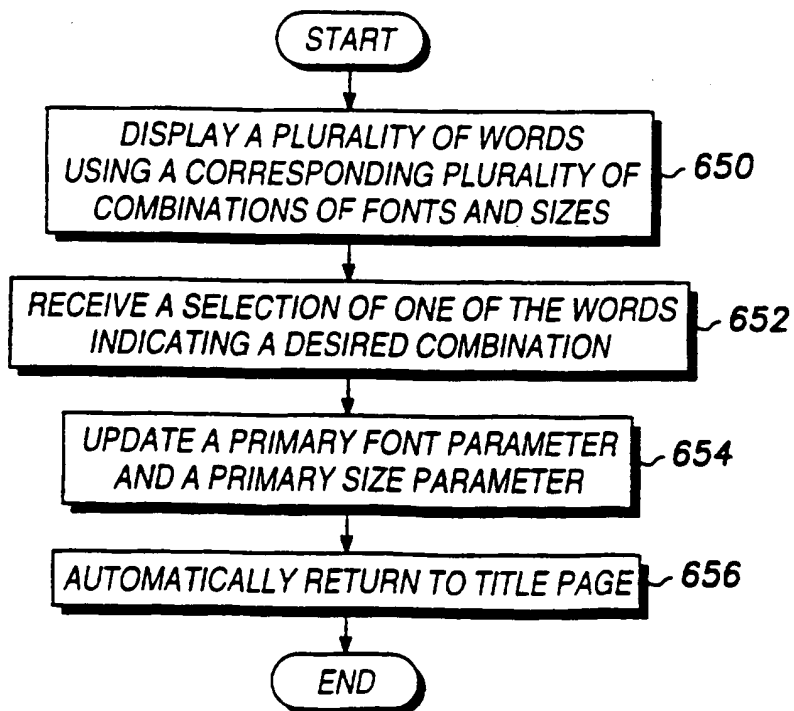 START
DISPLAY A PLURALITY OF WORDS
USING A CORRESPONDING PLURALITY OF
COMBINATIONS OF FONTS AND SIZES
650
RECEIVE A SELECTION OF ONE OF THE WORDS
INDICATING A DESIRED COMBINATION
652
UPDATE A PRIMARY FONT PARAMETER
AND A PRIMARY SIZE PARAMETER
654
AUTOMATICALLY RETURN TO TITLE PAGE
656
END